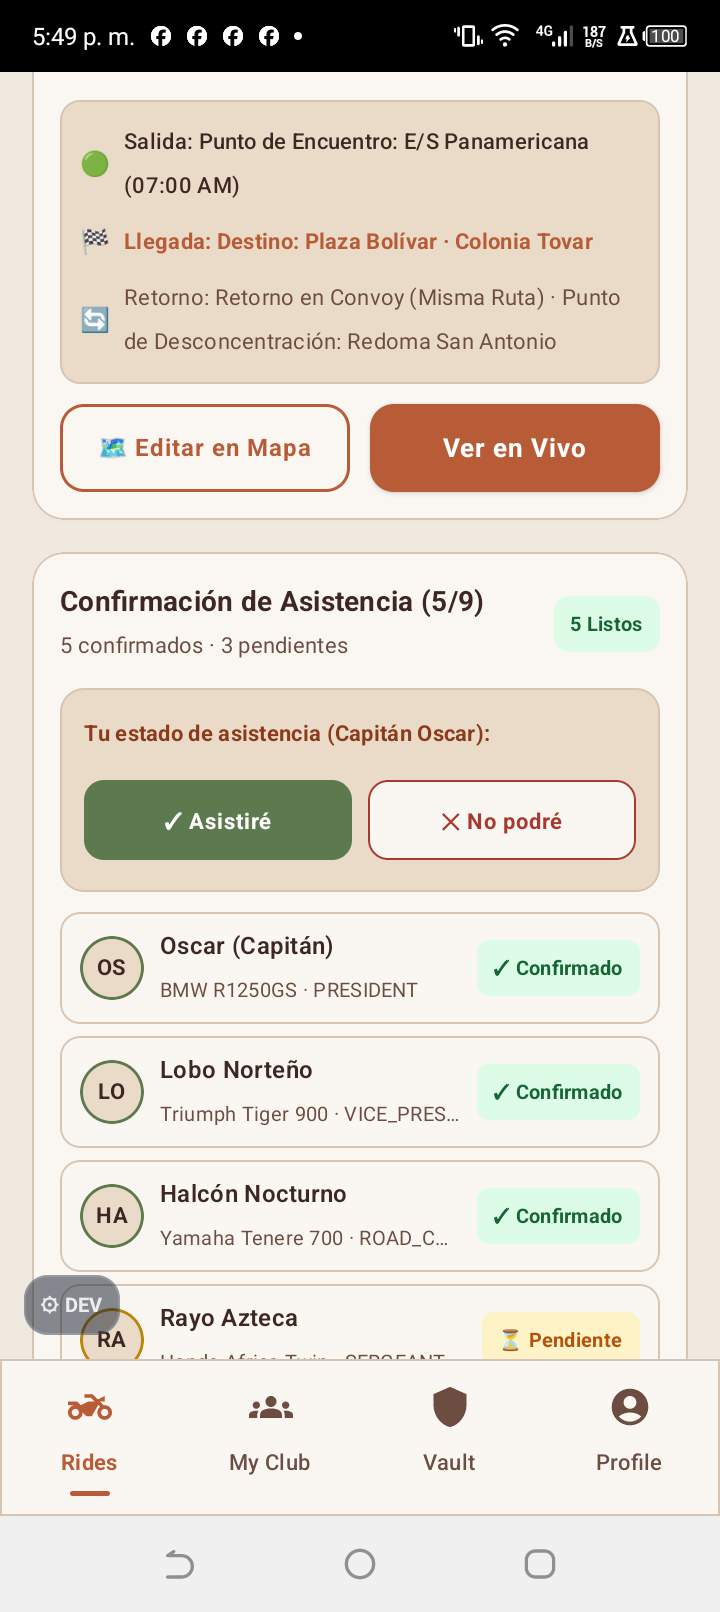 5:49 p. m.
4G
187
B/S
100
Salida: Punto de Encuentro: E/S Panamericana
(07:00 AM)
Llegada: Destino: Plaza Bolívar · Colonia Tovar
Retorno: Retorno en Convoy (Misma Ruta) · Punto
de Desconcentración: Redoma San Antonio
Editar en Mapa
Ver en Vivo
Confirmación de Asistencia (5/9)
5 confirmados · 3 pendientes
5 Listos
Tu estado de asistencia (Capitán Oscar):
✓ Asistiré
✕ No podré
OS
Oscar (Capitán)
BMW R1250GS · PRESIDENT
✓ Confirmado
LO
Lobo Norteño
Triumph Tiger 900 · VICE_PRES...
✓ Confirmado
HA
Halcón Nocturno
Yamaha Tenere 700 · ROAD_C...
✓ Confirmado
DEV
RA
Rayo Azteca
Honda Africa Twin · SERGEANT
Pendiente
Rides
My Club
Vault
Profile